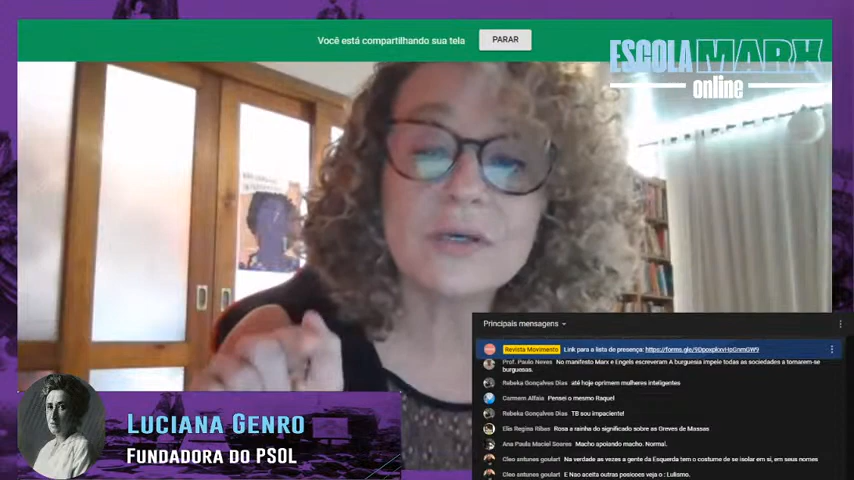 Você está compartilhando sua tela
PARAR
ESCOLA MARX
online
Principais mensagens
Revista Movimento Link para a lista de presença:
Prof. Paulo Neves No manifesto Marx e Engels escreveram A burguesia impele todas as sociedades a tornarem-se
burguesas.
Rebeka Gonçalves Dias até hoje oprimem mulheres inteligentes
Carmem Alfaia Pensei o mesmo Raquel
Rebeka Gonçalves Dias TB sou impaciente!
Elia Regina Ribas Rosa a rainha do significado sobre as Greves de Massas
Ana Paula Maciel Soares Macho apoiando macho. Normal.
Cleo antunes goulart Na verdade as vezes a gente da Esquerda tem o costume de se isolar em si, em seus nomes
Cleo antunes goulart E Nao aceita outras posicoes veja o : Lulismo.
LUCIANA GENRO
FUNDADORA DO PSOL